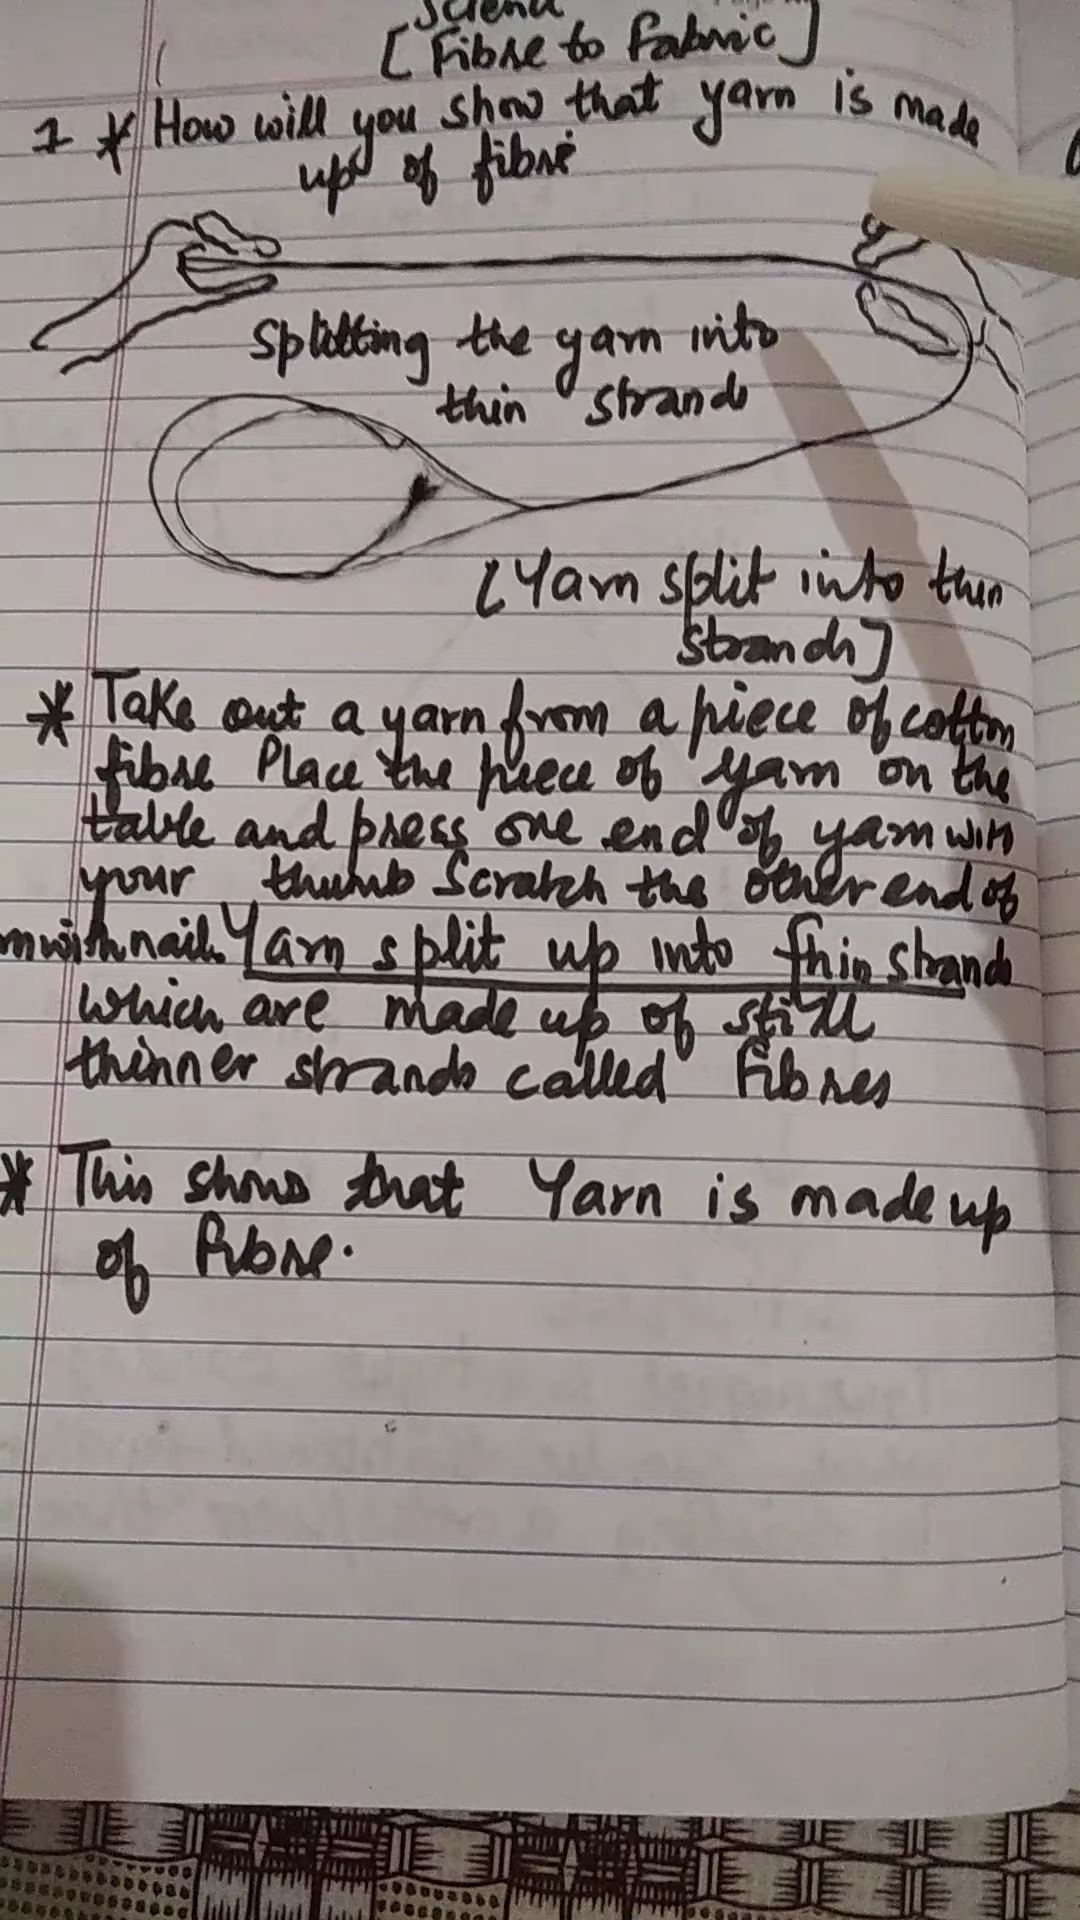 Science
[Fibre to Fabric]
1 * How will you show that yarn is made
up of fibre
Splitting the yarn into
thin strands
[Yarn split into thin
strands]
* Take out a yarn from a piece of cotton
fibre Place the piece of yarn on the
table and press one end of yarn with
your thumb Scratch the other end of
with nail. Yarn split up into thin strands
which are made up of still
thinner strands called Fibres
* This shows that Yarn is made up
of Fibre.